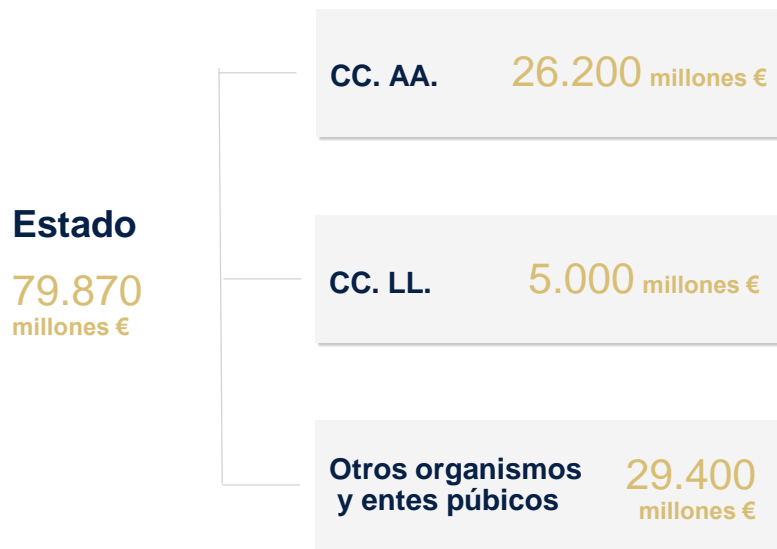 CC. AA. 26.200 millones €
Estado
79.870
millones €
CC. LL. 5.000 millones €
Otros organismos
y entes púbicos
29.400
millones €